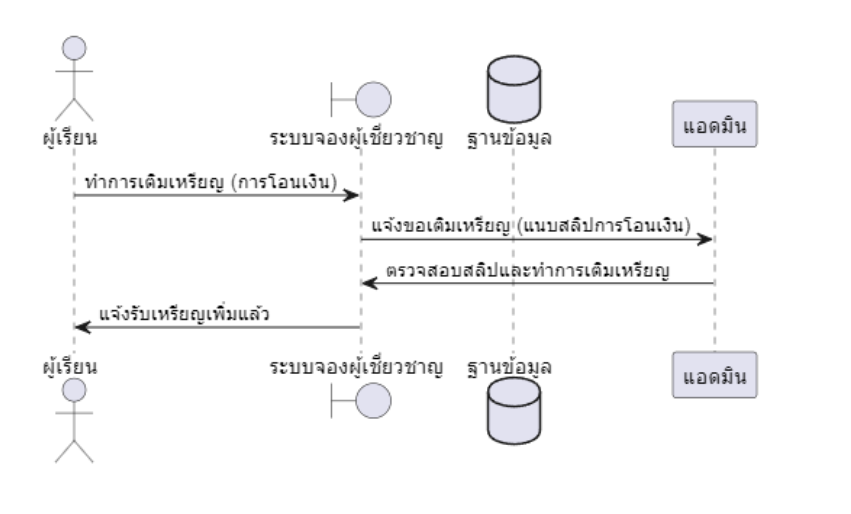 ผู้เรียน
ระบบจองผู้เชี่ยวชาญ
ฐานข้อมูล
แอดมิน
ทำการเติมเหรียญ (การโอนเงิน)
แจ้งขอเติมเหรียญ (แนบสลิปการโอนเงิน)
ตรวจสอบสลิปและทำการเติมเหรียญ
แจ้งรับเหรียญเพิ่มแล้ว
ผู้เรียน
ระบบจองผู้เชี่ยวชาญ
ฐานข้อมูล
แอดมิน